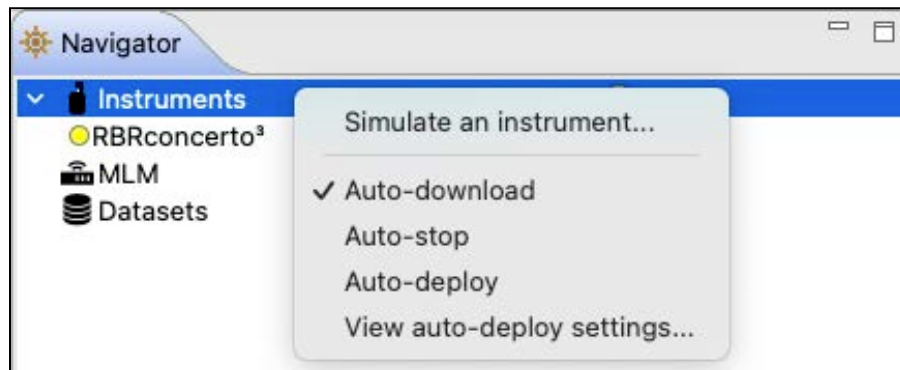 Navigator
Instruments
RBRconcerto³
MLM
Datasets
Simulate an instrument...
Auto-download
Auto-stop
Auto-deploy
View auto-deploy settings...